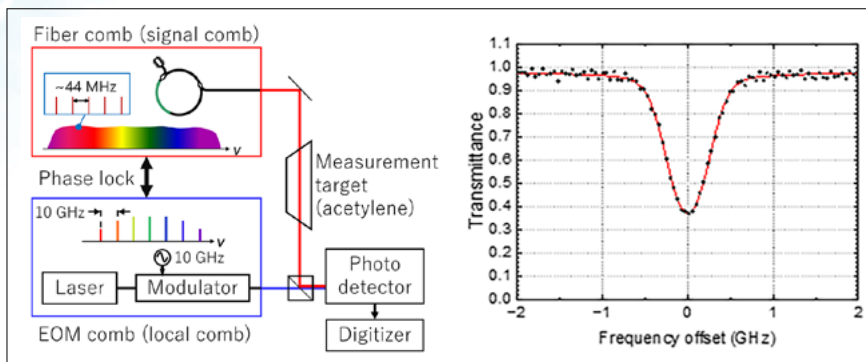 Fiber comb (signal comb)
~44 MHz
ν
Phase lock
Measurement
target
(acetylene)
10 GHz
ν
10 GHz
Laser
Modulator
Photo
detector
Digitizer
EOM comb (local comb)
1.1
1.0
0.9
0.8
0.7
0.6
0.5
0.4
0.3
0.2
0.1
0.0
Transmittance
−2 −1 0 1 2
Frequency offset (GHz)